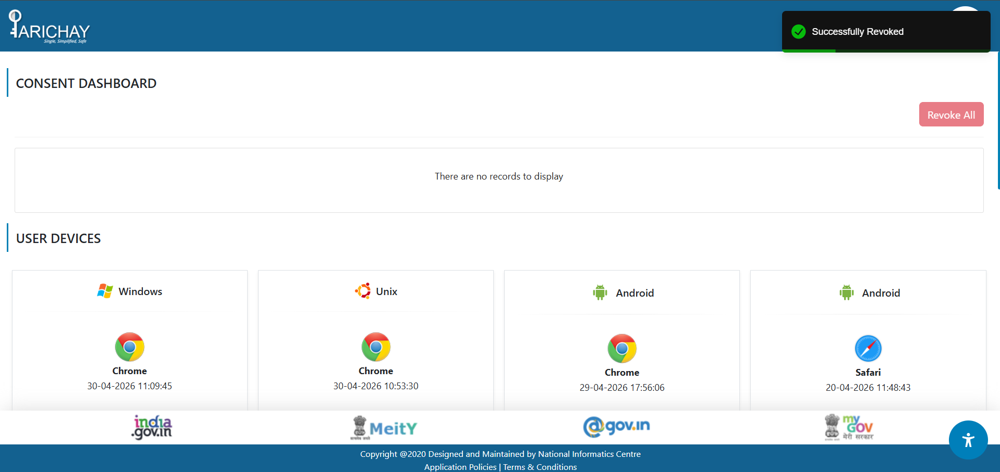 PARICHAY
Single, Simplified, Safe
Successfully Revoked
CONSENT DASHBOARD
Revoke All
There are no records to display
USER DEVICES
Windows
Chrome
30-04-2026 11:09:45
Unix
Chrome
30-04-2026 10:53:30
Android
Chrome
29-04-2026 17:56:06
Android
Safari
20-04-2026 11:48:43
india
.gov.in
MeitY
@gov.in
my
GOV
मेरी सरकार
Copyright @2020 Designed and Maintained by National Informatics Centre
Application Policies | Terms & Conditions